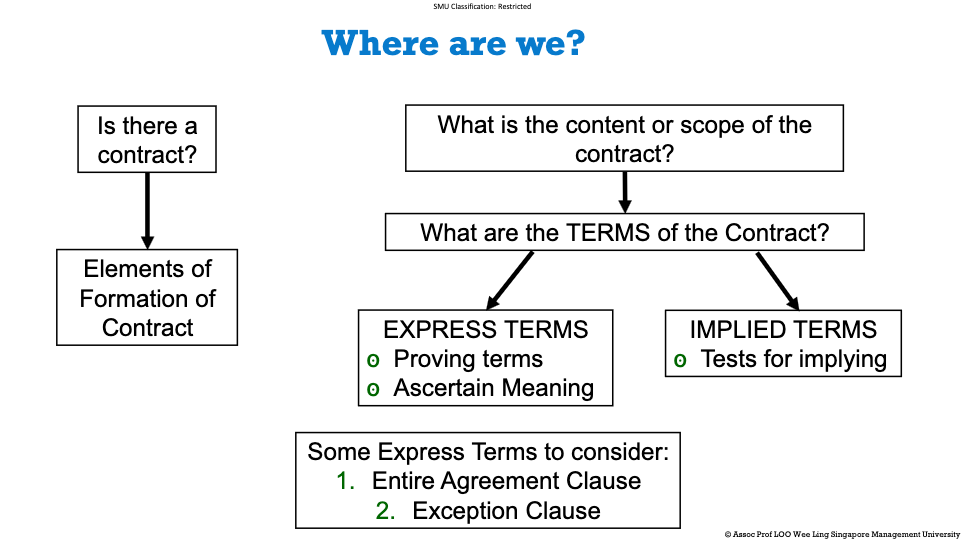 SMU Classification: Restricted
Where are we?
Is there a
contract?
Elements of
Formation of
Contract
What is the content or scope of the
contract?
What are the TERMS of the Contract?
EXPRESS TERMS
o Proving terms
o Ascertain Meaning
IMPLIED TERMS
o Tests for implying
Some Express Terms to consider:
1. Entire Agreement Clause
2. Exception Clause
© Assoc Prof LOO Wee Ling Singapore Management University